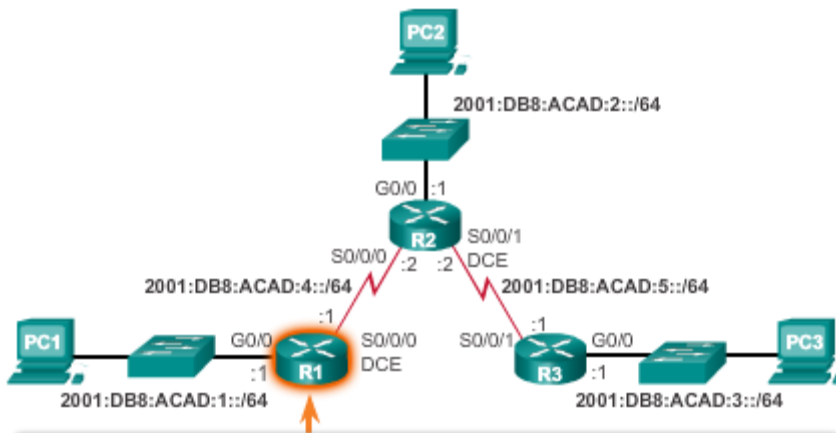 PC2
2001:DB8:ACAD:2::/64
G0/0 :1
R2
S0/0/0
S0/0/1
:2
:2
DCE
2001:DB8:ACAD:4::/64
2001:DB8:ACAD:5::/64
:1
:1
PC1
G0/0
S0/0/0
S0/0/1
G0/0
PC3
:1
R1
DCE
R3
:1
2001:DB8:ACAD:1::/64
2001:DB8:ACAD:3::/64